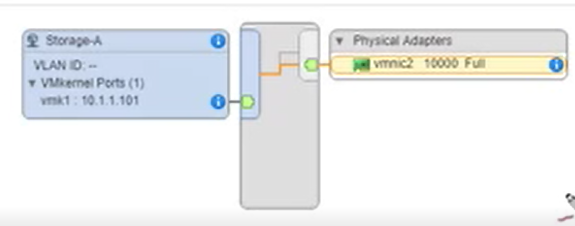 Storage-A
VLAN ID: --
VMkernel Ports (1)
vmk1 : 10.1.1.101
Physical Adapters
vmnic2 10000 Full